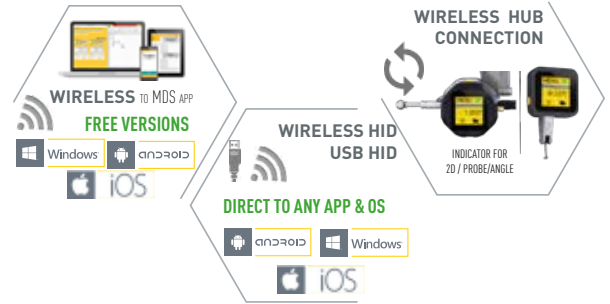 WIRELESS TO MDS APP
FREE VERSIONS
Windows
android
iOS
WIRELESS HID
USB HID
DIRECT TO ANY APP & OS
android
Windows
iOS
WIRELESS HUB
CONNECTION
INDICATOR FOR
2D / PROBE/ANGLE